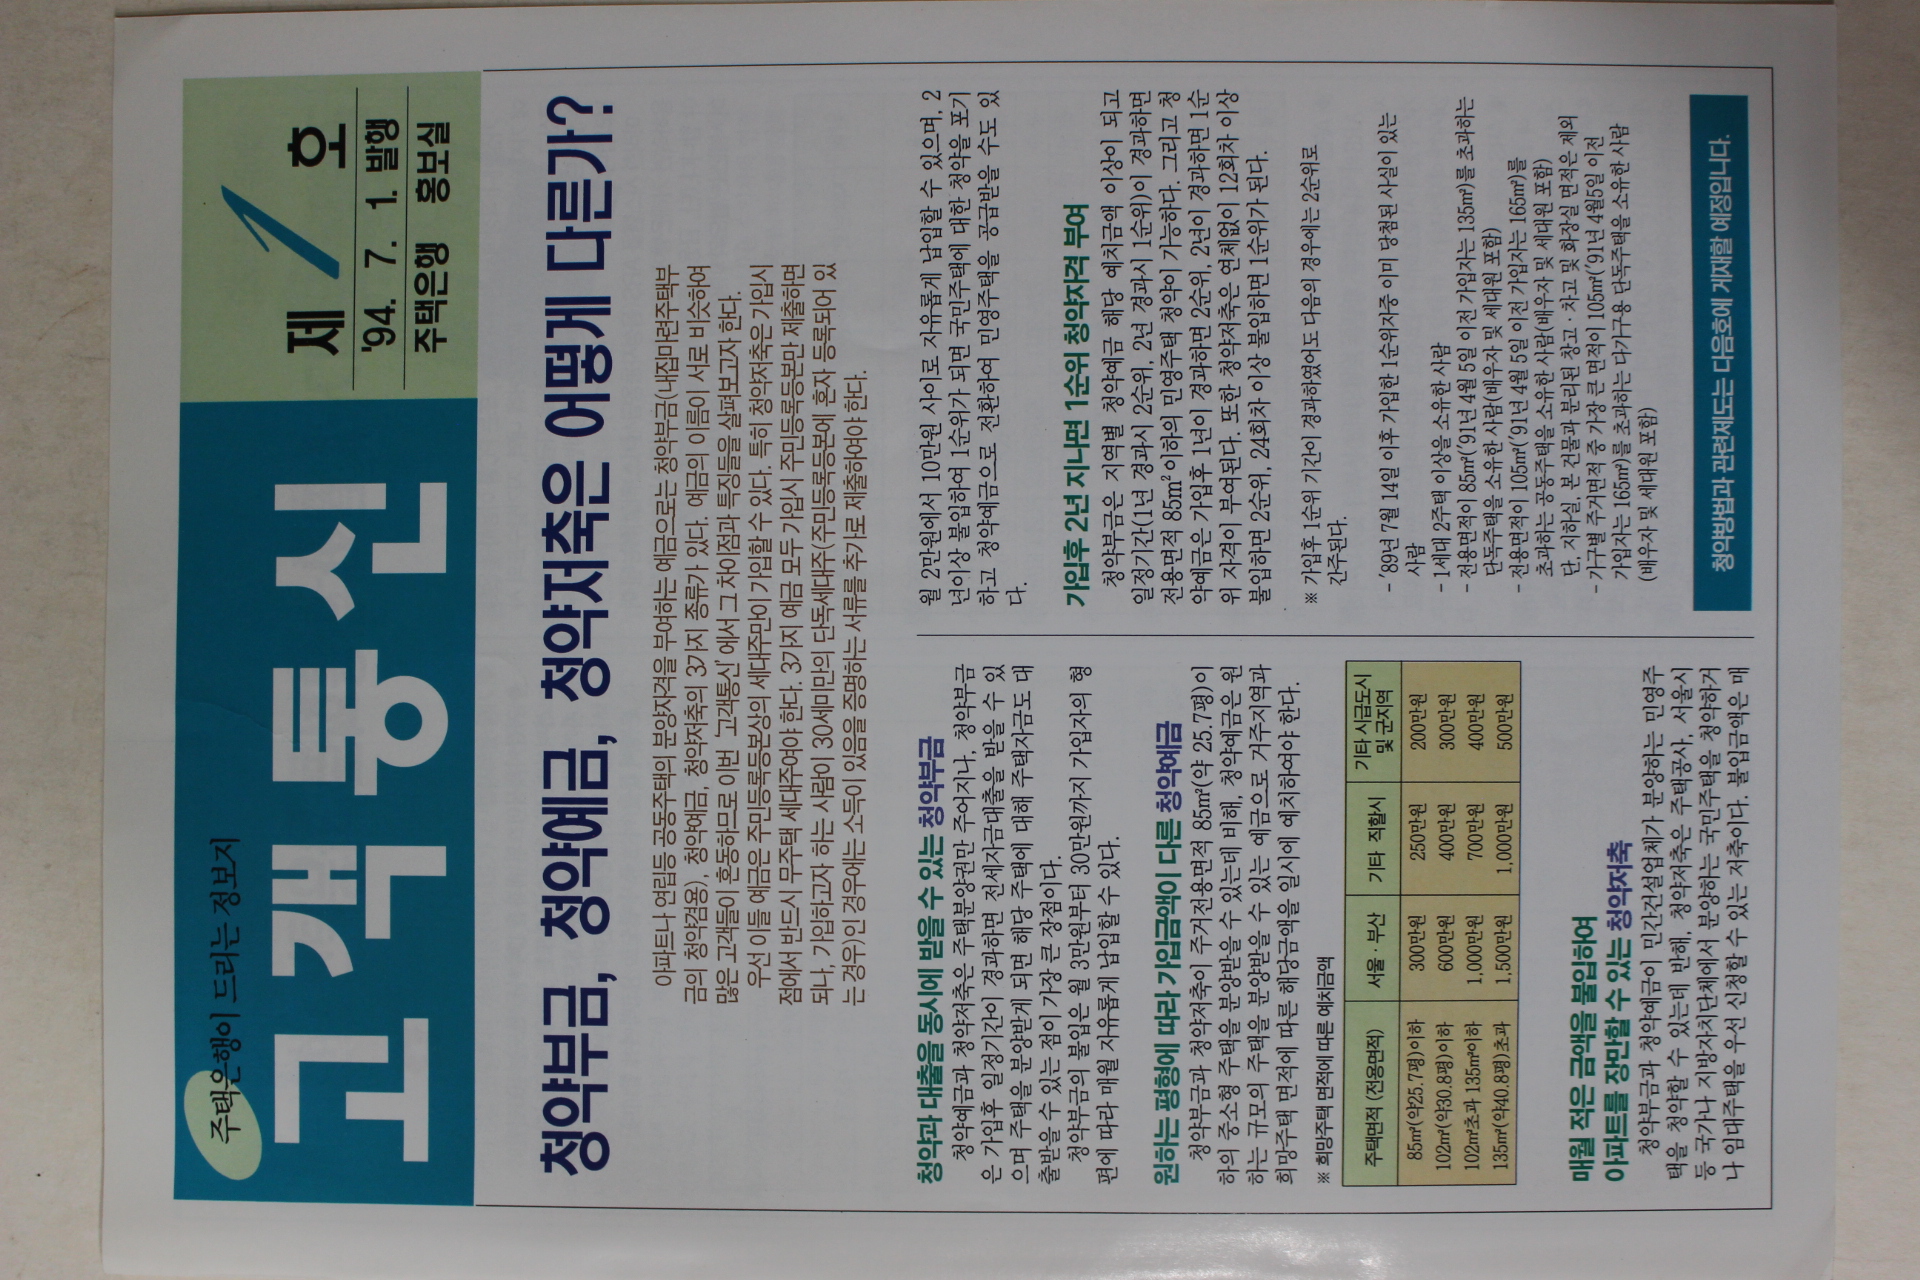 주택은행이 드리는 정보지
고객통신
제 1 호
'94. 7. 1. 발행
주택은행 홍보실
청약부금, 청약예금, 청약저축은 어떻게 다른가?
아파트나 연립등 공동주택의 분양자격을 부여하는 예금으로는 청약부금(내집마련주택부
금의 청약겸용), 청약예금, 청약저축의 3가지 종류가 있다. 예금의 이름이 서로 비슷하여
많은 고객들이 혼동하므로 이번 '고객통신'에서 그 차이점과 특징들을 살펴보고자 한다.
우선 이들 예금은 주민등록등본상의 세대주만이 가입할 수 있다. 특히 청약저축은 가입시
점에서 반드시 무주택 세대주여야 한다. 3가지 예금 모두 가입시 주민등록등본만 제출하면
되나, 가입하고자 하는 사람이 30세미만의 단독세대주(주민등록등본에 혼자 등록되어 있
는 경우)인 경우에는 소득이 있음을 증명하는 서류를 추가로 제출하여야 한다.
청약과 대출을 동시에 받을 수 있는 청약부금
청약예금과 청약저축은 주택분양권만 주어지나, 청약부금
은 가입후 일정기간이 경과하면 전세자금대출을 받을 수 있
으며 주택을 분양받게 되면 해당 주택에 대해 주택자금도 대
출받을 수 있는 점이 가장 큰 장점이다.
청약부금의 불입은 월 3만원부터 30만원까지 가입자의 형
편에 따라 매월 자유롭게 납입할 수 있다.
원하는 평형에 따라 가입금액이 다른 청약예금
청약부금과 청약저축이 주거전용면적 85㎡(약 25.7평)이
하의 중소형 주택을 분양받을 수 있는데 비해, 청약예금은 원
하는 규모의 주택을 분양받을 수 있는 예금으로 거주지역과
희망주택 면적에 따른 해당금액을 일시에 예치하여야 한다.
※ 희망주택 면적에 따른 예치금액
주택면적 (전용면적) 서울·부산 기타 직할시 기타 시급도시 및 군지역
85㎡(약25.7평)이하 300만원 250만원 200만원
102㎡(약30.8평)이하 600만원 400만원 300만원
102㎡초과 135㎡이하 1,000만원 700만원 400만원
135㎡(약40.8평)초과 1,500만원 1,000만원 500만원
매월 적은 금액을 불입하여
아파트를 장만할 수 있는 청약저축
청약부금과 청약예금이 민간건설업체가 분양하는 민영주
택을 청약할 수 있는데 반해, 청약저축은 주택공사, 서울시
등 국가나 지방자치단체에서 분양하는 국민주택을 청약하거
나 임대주택을 우선 신청할 수 있는 저축이다. 불입금액은 매
월 2만원에서 10만원 사이로 자유롭게 납입할 수 있으며, 2
년이상 불입하여 1순위가 되면 국민주택에 대한 청약을 포기
하고 청약예금으로 전환하여 민영주택을 공급받을 수도 있
다.
가입후 2년 지나면 1순위 청약자격 부여
청약부금은 지역별 청약예금 해당 예치금액 이상이 되고
일정기간(1년 경과시 2순위, 2년 경과시 1순위)이 경과하면
전용면적 85㎡이하의 민영주택 청약이 가능하다. 그리고 청
약예금은 가입후 1년이 경과하면 2순위, 2년이 경과하면 1순
위 자격이 부여된다. 또한 청약저축은 연체없이 12회차 이상
불입하면 2순위, 24회차 이상 불입하면 1순위가 된다.
※ 가입후 1순위 기간이 경과하였어도 다음의 경우에는 2순위로
간주된다.
- '89년 7월 14일 이후 가입한 1순위자중 이미 당첨된 사실이 있는
사람
- 1세대 2주택 이상을 소유한 사람
- 전용면적이 85㎡('91년 4월 5일 이전 가입자는 135㎡)를 초과하는
단독주택을 소유한 사람(배우자 및 세대원 포함)
- 전용면적이 105㎡('91년 4월 5일 이전 가입자는 165㎡)를
초과하는 공동주택을 소유한 사람(배우자 및 세대원 포함)
단, 지하실, 본 건물과 분리된 창고·차고 및 화장실 면적은 제외
- 가구별 주거면적 중 가장 큰 면적이 105㎡('91년 4월5일 이전
가입자는 165㎡)를 초과하는 다가구용 단독주택을 소유한 사람
(배우자 및 세대원 포함)
청약방법과 관련제도는 다음호에 게재할 예정입니다.